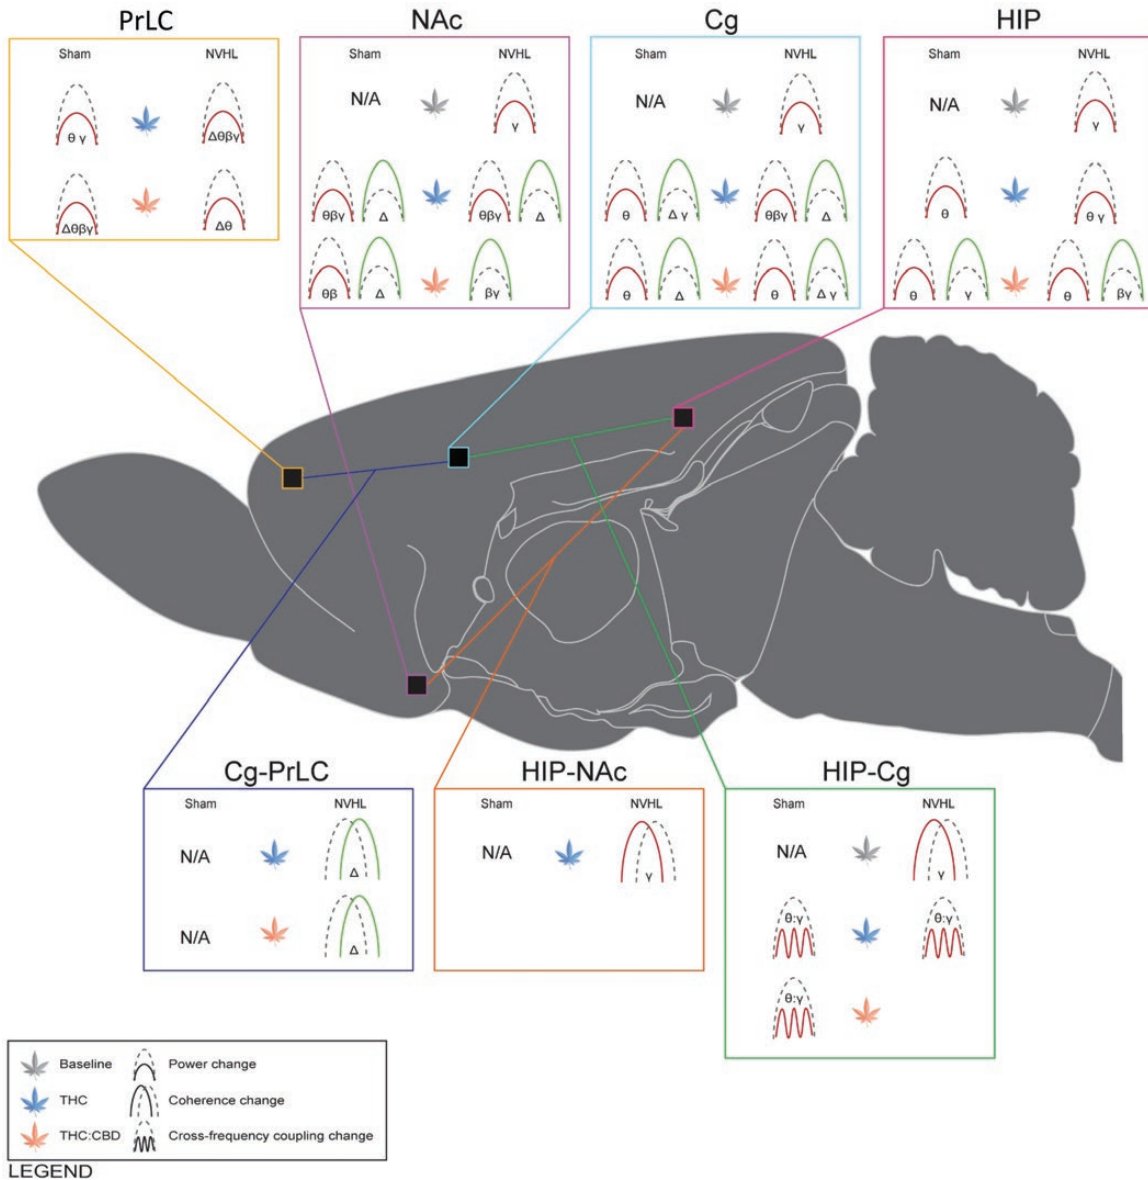 PrLC NAc Cg HIP
Sham NVHL Sham NVHL Sham NVHL Sham NVHL
N/A γ N/A γ N/A γ
θ γ Δθβγ
θβγ Δ θβγ Δ θ Δ γ θβγ Δ θ θ γ
Δθβγ Δθ
θβ Δ βγ θ Δ θ Δ γ θ γ θ βγ
Cg-PrLC HIP-NAc HIP-Cg
Sham NVHL Sham NVHL Sham NVHL
N/A Δ N/A γ N/A γ
N/A Δ θ:γ θ:γ
θ:γ
Baseline Power change
THC Coherence change
THC:CBD Cross-frequency coupling change
LEGEND